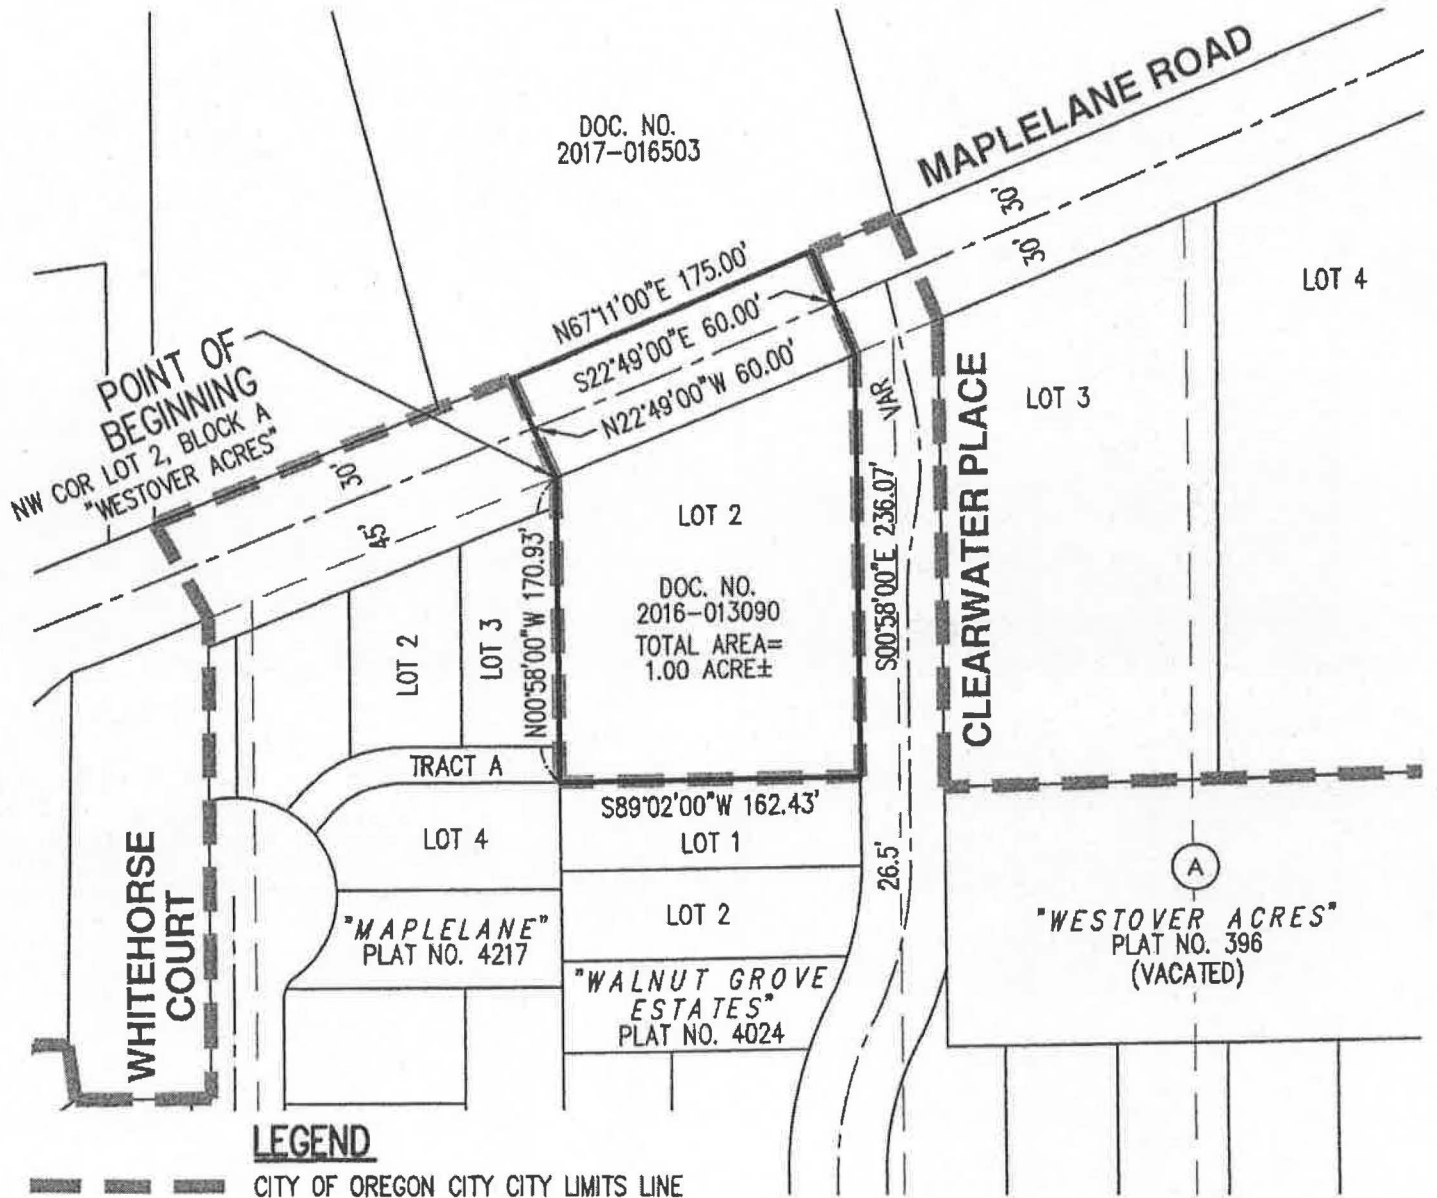 DOC. NO.
2017-016503
MAPLELANE ROAD
30'
30'
LOT 4
N67°11'00"E 175.00'
S22°49'00"E 60.00'
N22°49'00"W 60.00'
POINT OF
BEGINNING
NW COR LOT 2, BLOCK A
"WESTOVER ACRES"
30'
45'
VAR
LOT 3
CLEARWATER PLACE
LOT 2
DOC. NO.
2016-013090
TOTAL AREA=
1.00 ACRE±
S00°58'00"E 236.07'
N00°58'00"W 170.93'
LOT 2
LOT 3
TRACT A
S89°02'00"W 162.43'
LOT 4
LOT 1
LOT 2
26.5'
A
WHITEHORSE
COURT
"MAPLELANE"
PLAT NO. 4217
"WALNUT GROVE
ESTATES"
PLAT NO. 4024
"WESTOVER ACRES"
PLAT NO. 396
(VACATED)
LEGEND
CITY OF OREGON CITY CITY LIMITS LINE